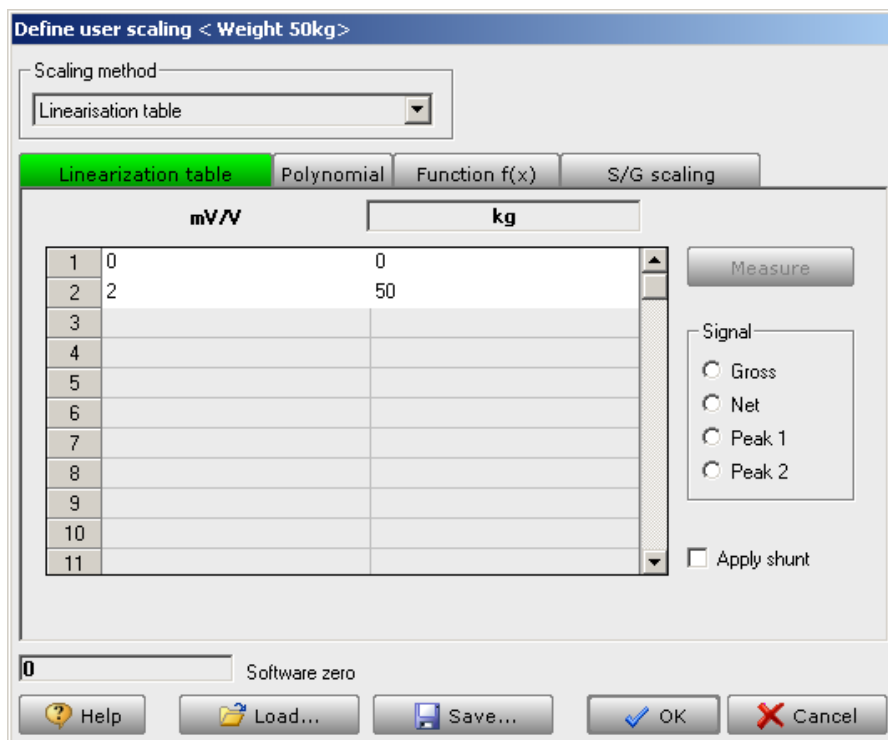 Define user scaling < Weight 50kg>
Scaling method
Linearisation table
Linearization table Polynomial Function f(x) S/G scaling
mV/V kg
1 0 0
2 2 50
3
4
5
6
7
8
9
10
11
Measure
Signal
Gross
Net
Peak 1
Peak 2
Apply shunt
0 Software zero
Help Load... Save... OK Cancel